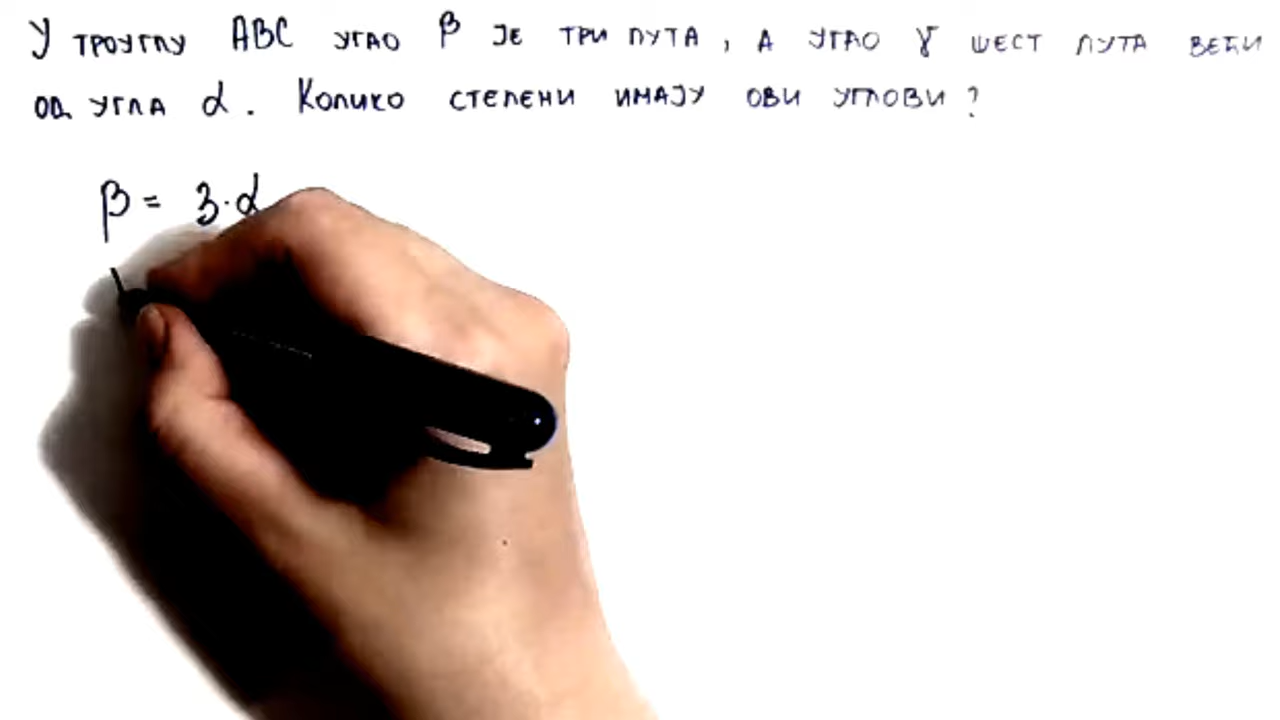 У троуглу ABC угао β је три пута, а угао γ шест пута већи
од угла α. Колико степени имају ови углови?
β = 3·α